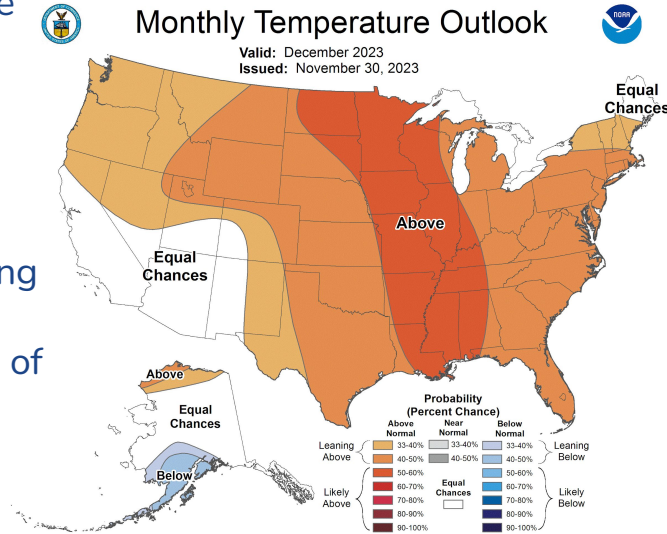 e
Monthly Temperature Outlook
NOAA
Valid: December 2023
Issued: November 30, 2023
Equal
Chances
Above
Equal
Chances
ng
of
Above
Equal
Chances
Below
Probability
(Percent Chance)
Above Normal
Near Normal
Below Normal
Leaning Above
33-40%
33-40%
33-40%
Leaning Below
40-50%
40-50%
40-50%
Likely Above
50-60%
Equal Chances
50-60%
Likely Below
60-70%
60-70%
70-80%
70-80%
80-90%
80-90%
90-100%
90-100%